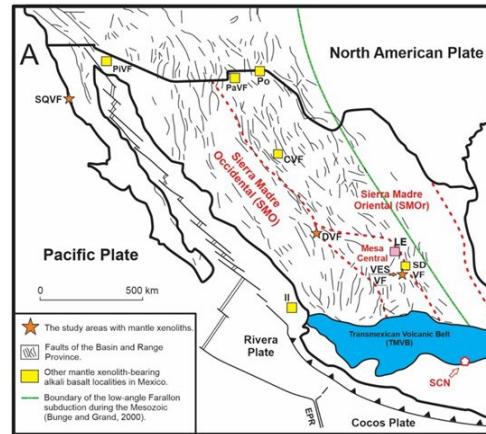 A
North American Plate
PiVF
Po
PaVF
SQVF
CVF
Sierra Madre
Occidental (SMO)
Sierra Madre
Oriental (SMOr)
DVF
LE
Mesa
Central
SD
VF
VES
VF
Pacific Plate
0
500 km
II
Rivera
Plate
Transmexican Volcanic Belt
(TMVB)
SCN
EPR
Cocos Plate
The study areas with mantle xenoliths.
Faults of the Basin and Range
Province.
Other mantle xenolith-bearing
alkali basalt localities in Mexico.
Boundary of the low-angle Farallon
subduction during the Mesozoic
(Bunge and Grand, 2000).